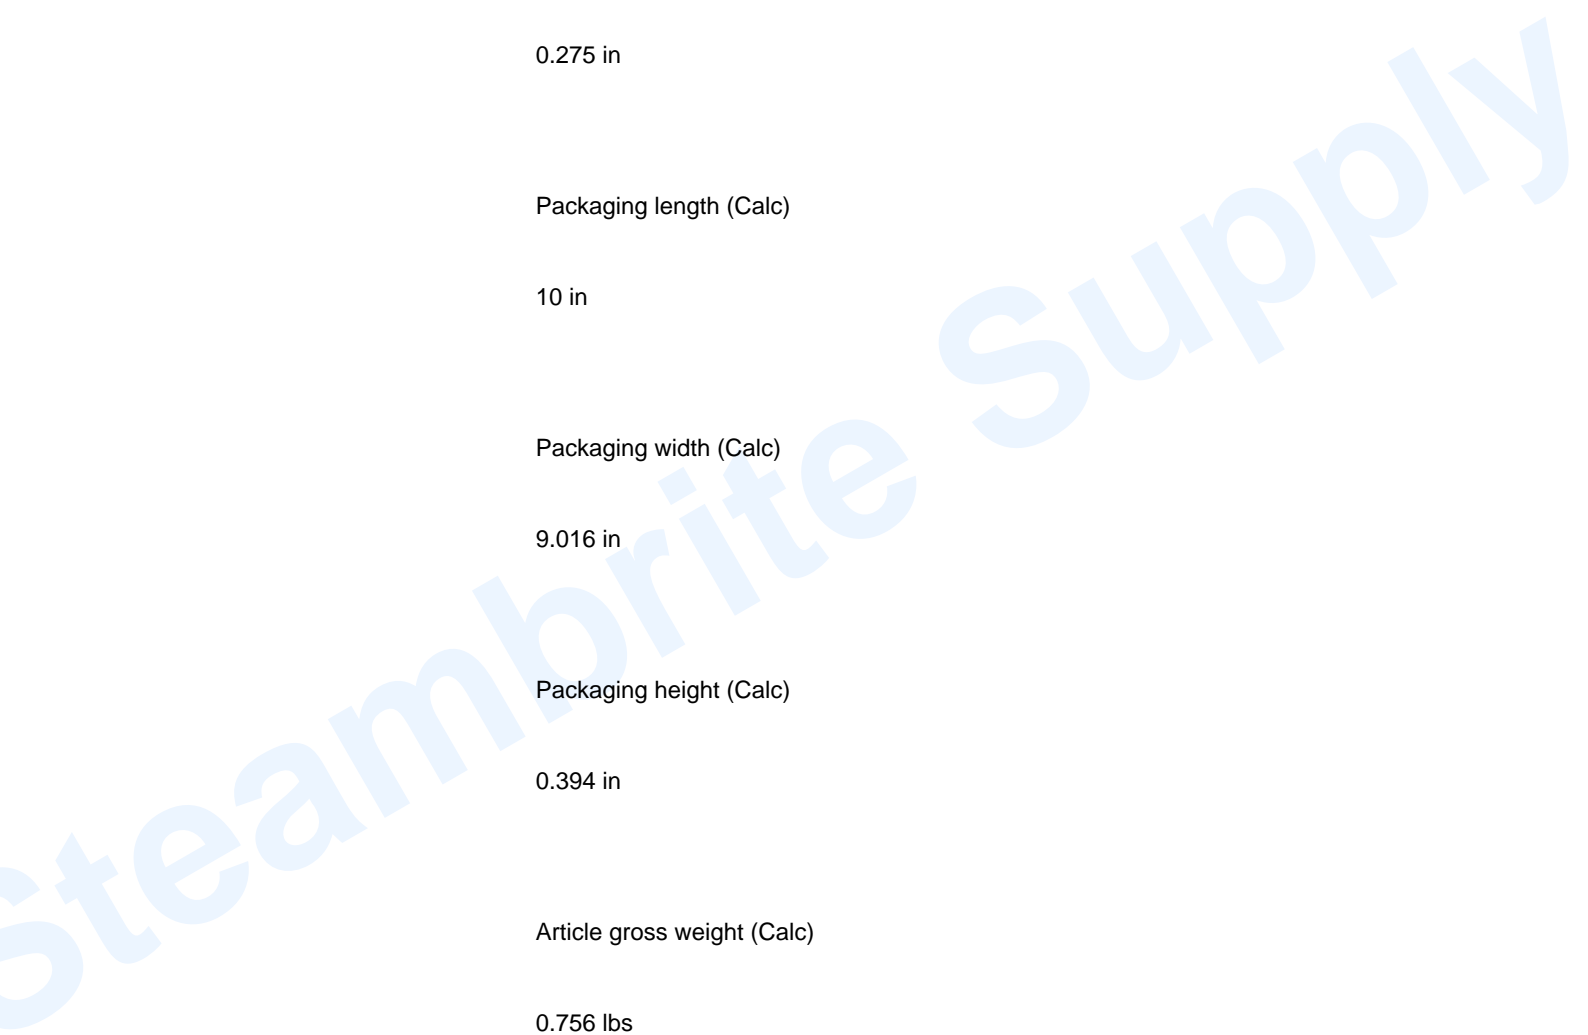 0.275 in
Packaging length (Calc)
10 in
Packaging width (Calc)
9.016 in
Packaging height (Calc)
0.394 in
Article gross weight (Calc)
0.756 lbs
Steambrite Supply